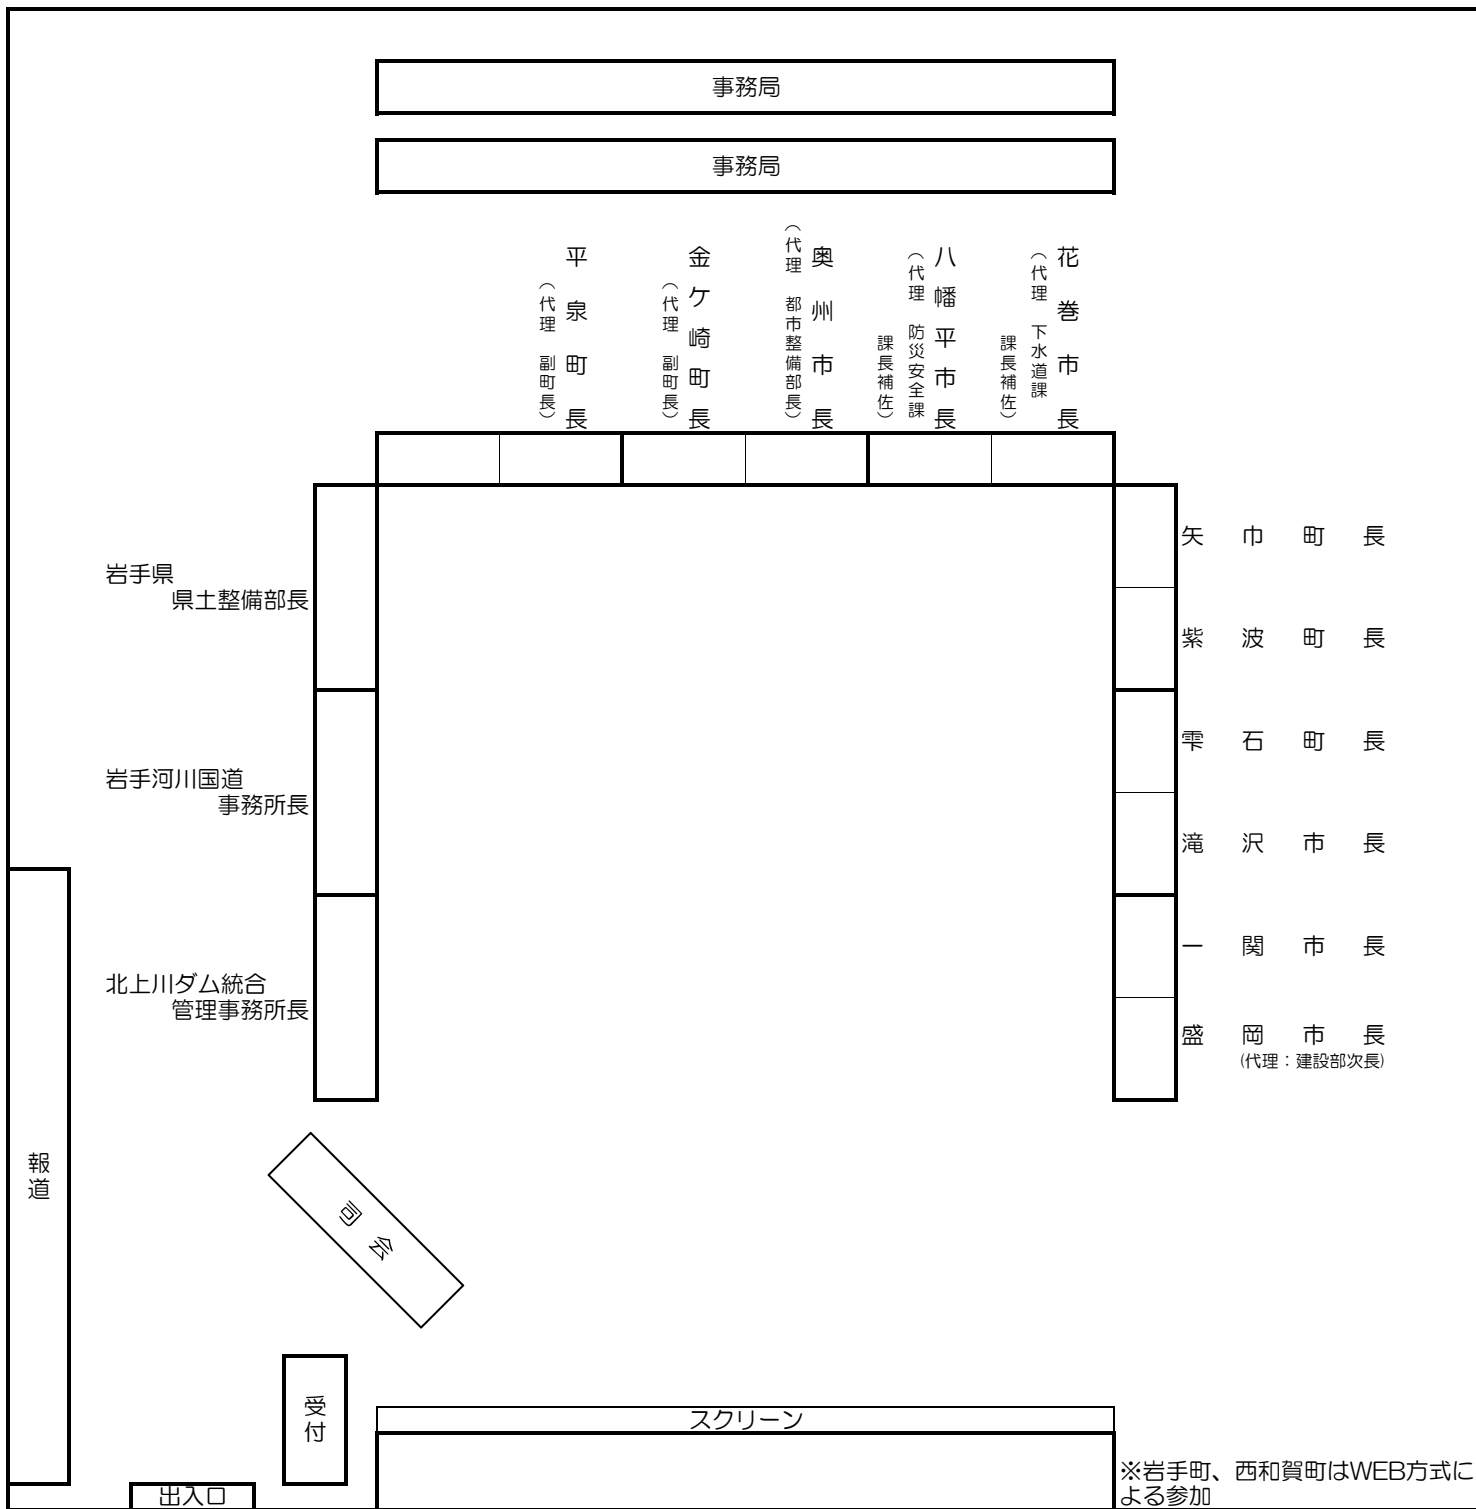 事務局
事務局
花巻市長
（代理　下水道課
課長補佐）
八幡平市長
（代理　防災安全課
課長補佐）
奥州市長
（代理　都市整備部長）
金ケ崎町長
（代理　副町長）
平泉町長
（代理　副町長）
岩手県
県土整備部長
岩手河川国道
事務所長
北上川ダム統合
管理事務所長
矢巾町長
紫波町長
雫石町長
滝沢市長
一関市長
盛岡市長
(代理：建設部次長)
報道
司会
受付
スクリーン
出入口
※岩手町、西和賀町はWEB方式に
よる参加